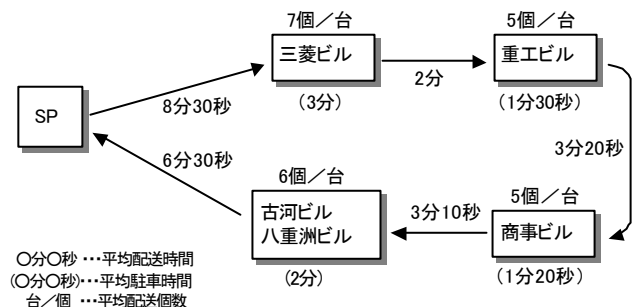 7個／台
5個／台
三菱ビル
重工ビル
2分
SP
8分30秒
(3分)
(1分30秒)
3分20秒
6分30秒
6個／台
5個／台
古河ビル
八重洲ビル
3分10秒
商事ビル
(2分)
(1分20秒)
〇分〇秒 ･･･平均配送時間
(〇分〇秒)･･･平均駐車時間
台／個 ･･･平均配送個数